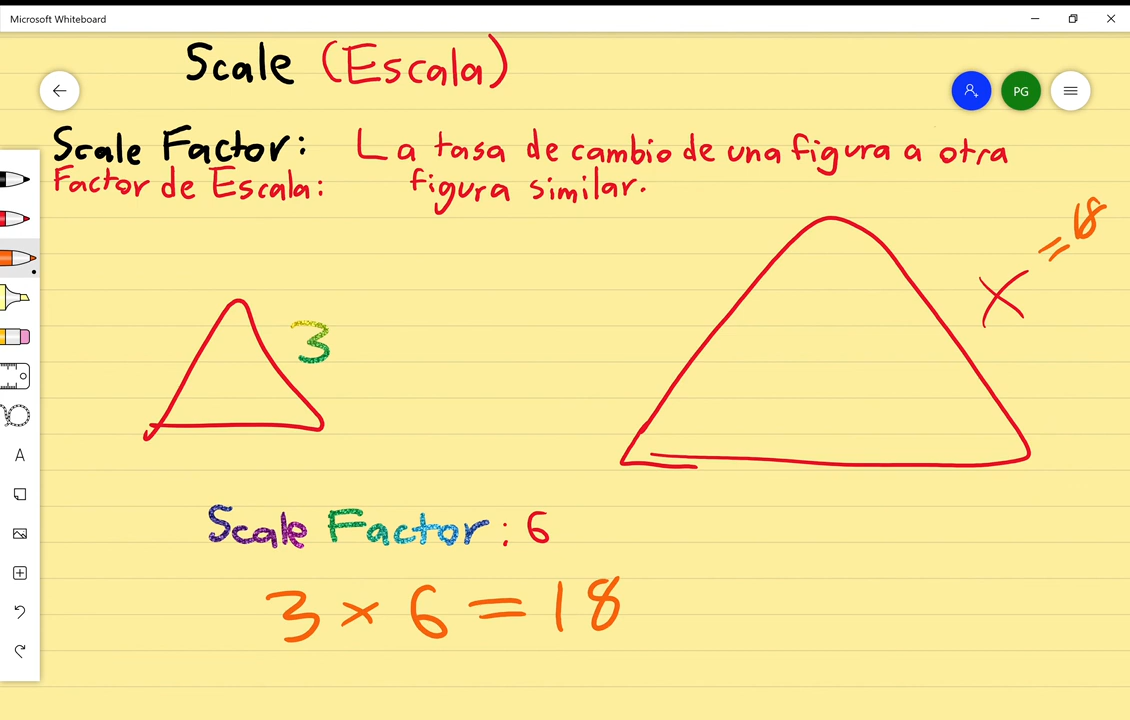 Microsoft Whiteboard
Scale (Escala)
PG
Scale Factor: La tasa de cambio de una figura a otra
Factor de Escala: figura similar.
= 18
x
3
Scale Factor: 6
3 × 6 = 18
A